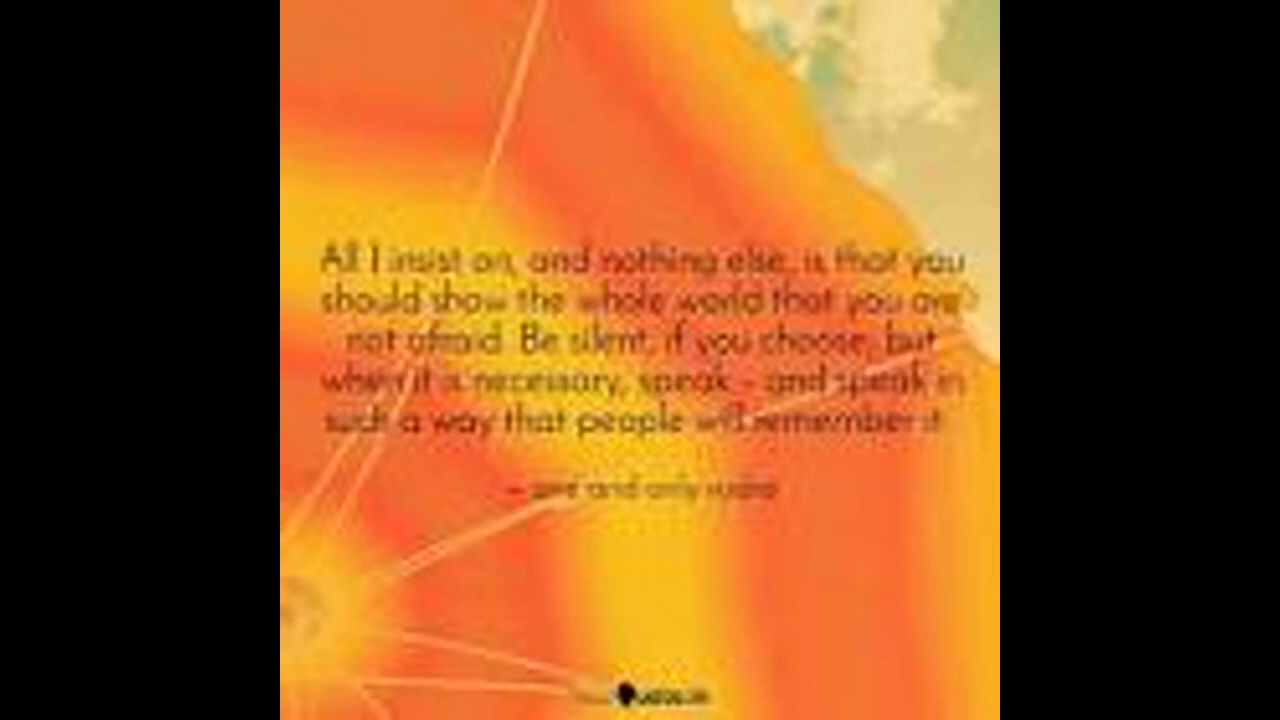 All I insist on, and nothing else, is that you
should show the whole world that you are
not afraid. Be silent, if you choose, but
when it is necessary, speak - and speak in
such a way that people will remember it.
- one and only